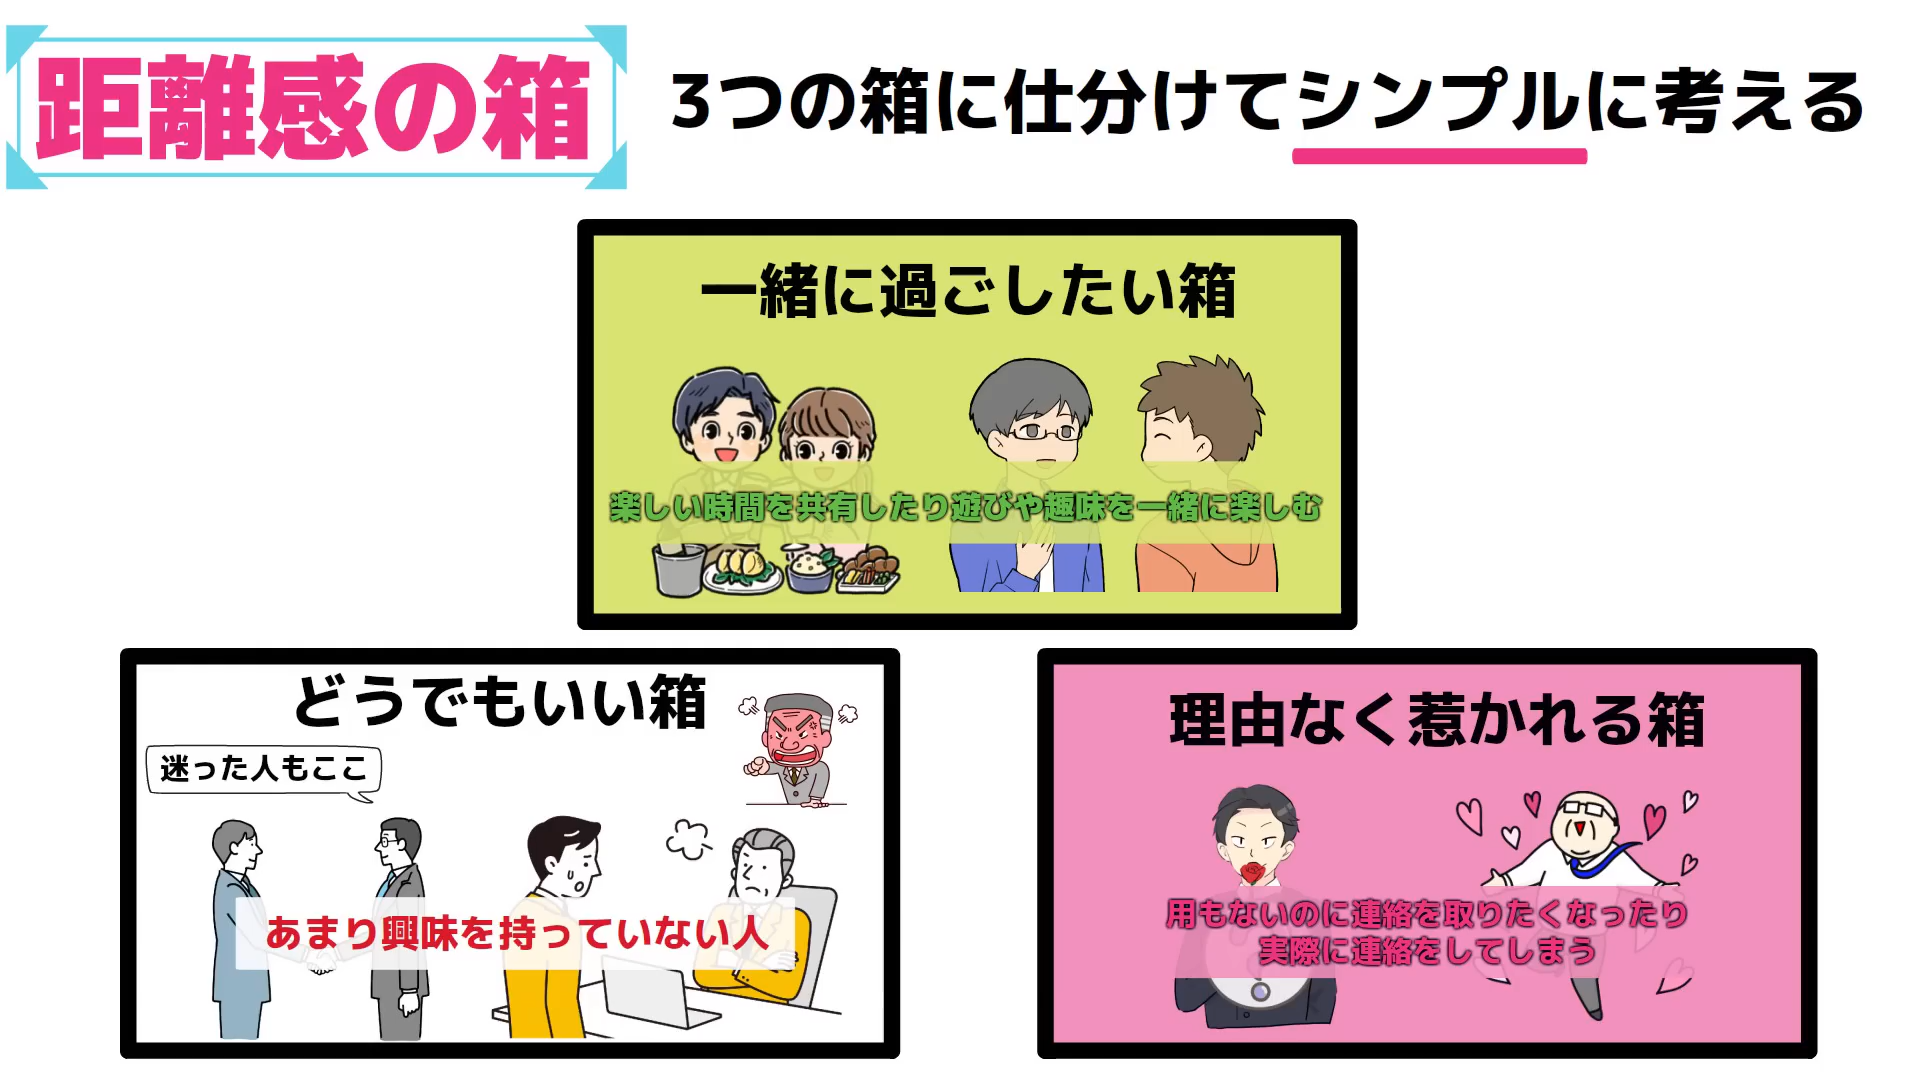 距離感の箱
3つの箱に仕分けてシンプルに考える
一緒に過ごしたい箱
楽しい時間を共有したり遊びや趣味を一緒に楽しむ
どうでもいい箱
迷った人もここ
あまり興味を持っていない人
理由なく惹かれる箱
用もないのに連絡を取りたくなったり
実際に連絡をしてしまう